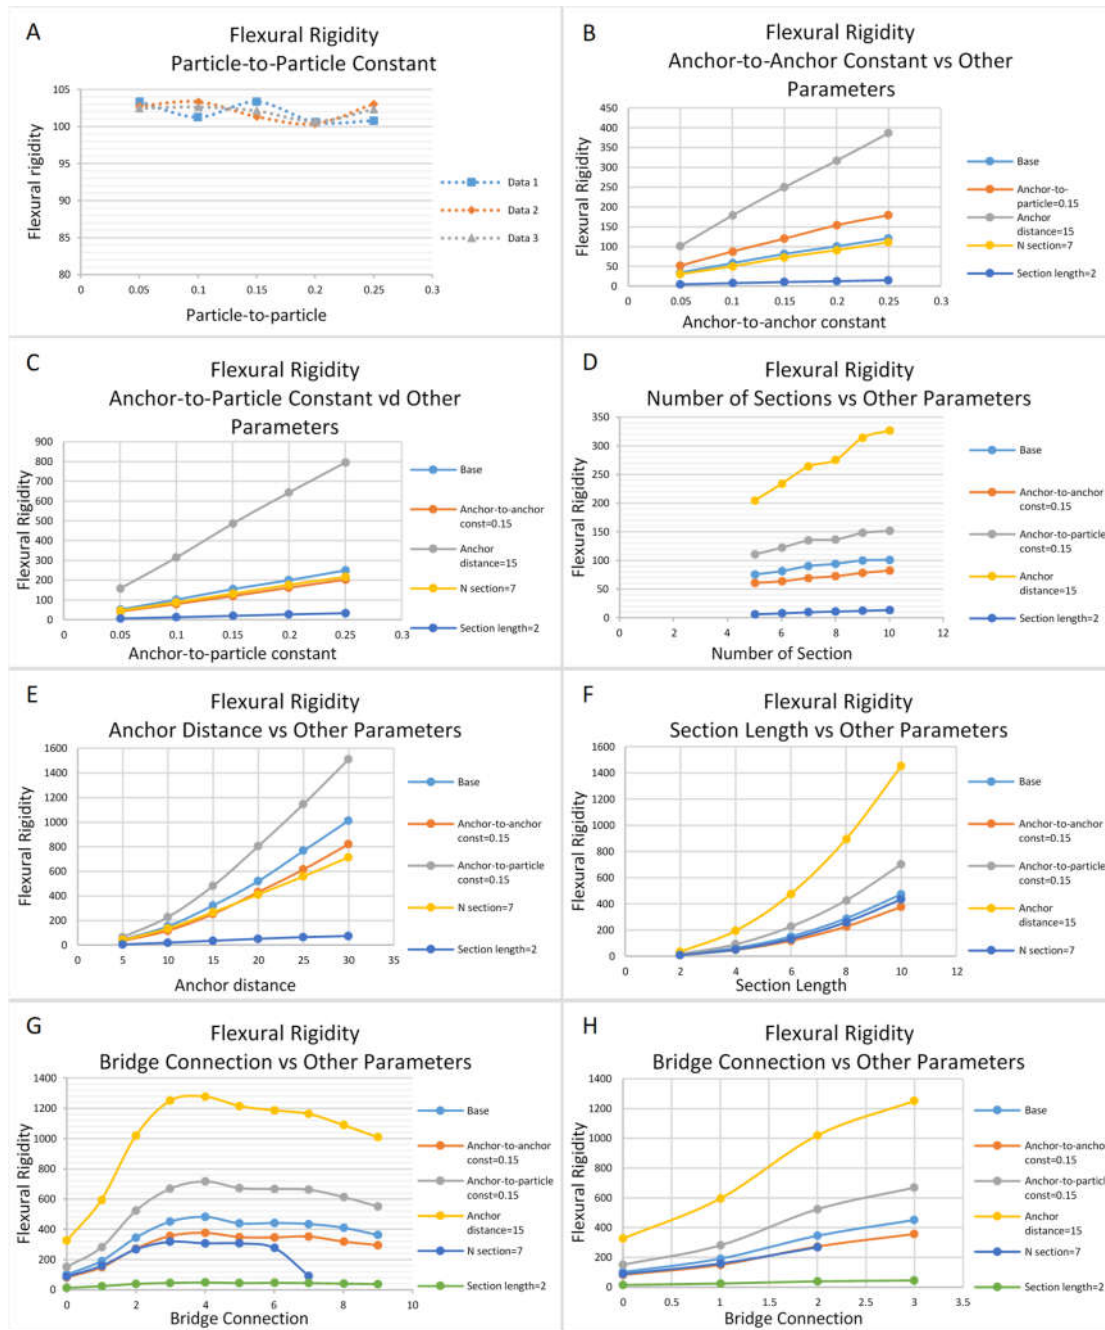 A
Flexural Rigidity
Particle-to-Particle Constant
105
100
95
90
85
80
0
0.05
0.1
0.15
0.2
0.25
0.3
Flexural rigidity
Particle-to-particle
Data 1
Data 2
Data 3
B
Flexural Rigidity
Anchor-to-Anchor Constant vs Other
Parameters
450
400
350
300
250
200
150
100
50
0
0
0.05
0.1
0.15
0.2
0.25
0.3
Flexural Rigidity
Anchor-to-anchor constant
Base
Anchor-to-
particle=0.15
Anchor
distance=15
N section=7
Section length=2
C
Flexural Rigidity
Anchor-to-Particle Constant vd Other
Parameters
900
800
700
600
500
400
300
200
100
0
0
0.05
0.1
0.15
0.2
0.25
0.3
Flexural Rigidity
Anchor-to-particle constant
Base
Anchor-to-anchor
const=0.15
Anchor
distance=15
N section=7
Section length=2
D
Flexural Rigidity
Number of Sections vs Other Parameters
350
300
250
200
150
100
50
0
0
2
4
6
8
10
12
Flexural Rigidity
Number of Section
Base
Anchor-to-anchor
const=0.15
Anchor-to-particle
const=0.15
Anchor
distance=15
Section length=2
E
Flexural Rigidity
Anchor Distance vs Other Parameters
1600
1400
1200
1000
800
600
400
200
0
0
5
10
15
20
25
30
35
Flexural Rigidity
Anchor distance
Base
Anchor-to-anchor
const=0.15
Anchor-to-particle
const=0.15
N section=7
Section length=2
F
Flexural Rigidity
Section Length vs Other Parameters
1600
1400
1200
1000
800
600
400
200
0
0
2
4
6
8
10
12
Flexural Rigidity
Section Length
Base
Anchor-to-anchor
const=0.15
Anchor-to-particle
const=0.15
Anchor
distance=15
N section=7
G
Flexural Rigidity
Bridge Connection vs Other Parameters
1400
1200
1000
800
600
400
200
0
0
2
4
6
8
10
Flexural Rigidity
Bridge Connection
Base
Anchor-to-anchor
const=0.15
Anchor-to-particle
const=0.15
Anchor
distance=15
N section=7
Section length=2
H
Flexural Rigidity
Bridge Connection vs Other Parameters
1400
1200
1000
800
600
400
200
0
0
0.5
1
1.5
2
2.5
3
3.5
Flexural Rigidity
Bridge Connection
Base
Anchor-to-anchor
const=0.15
Anchor-to-particle
const=0.15
Anchor
distance=15
N section=7
Section length=2